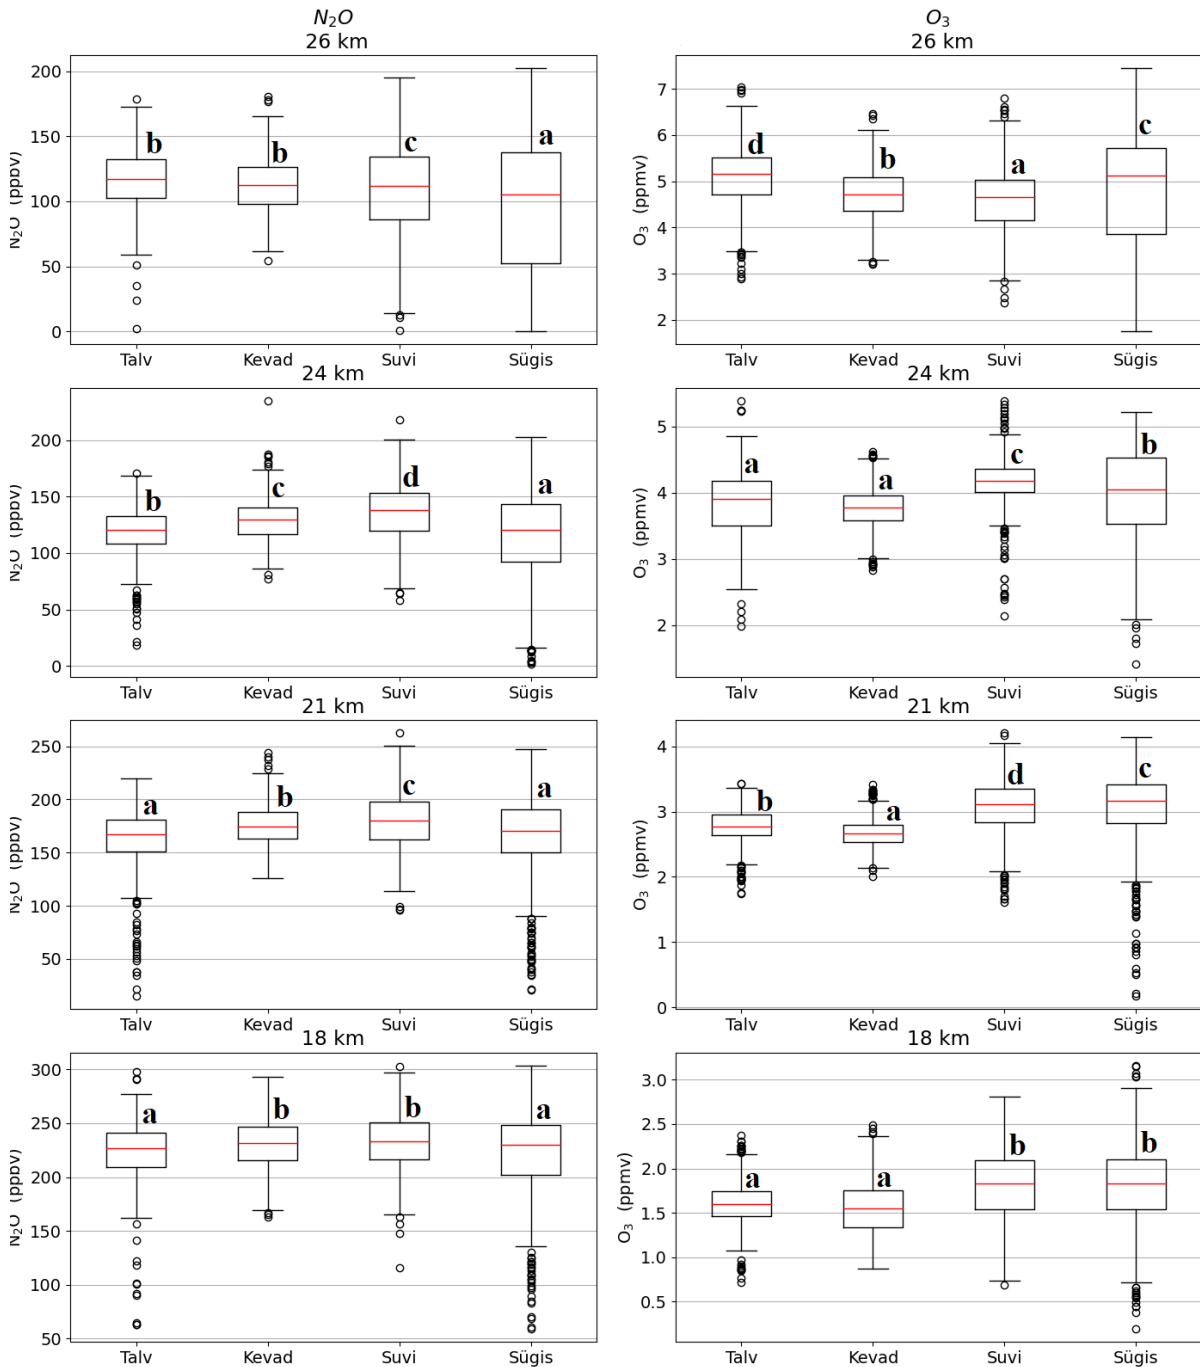 N₂O
26 km
N₂O (ppbv)
200
150
100
50
0
b
b
c
a
Talv Kevad Suvi Sügis
O₃
26 km
O₃ (ppmv)
7
6
5
4
3
2
d
b
a
c
Talv Kevad Suvi Sügis
24 km
N₂O (ppbv)
200
150
100
50
0
b
c
d
a
Talv Kevad Suvi Sügis
24 km
O₃ (ppmv)
5
4
3
2
a
a
c
b
Talv Kevad Suvi Sügis
21 km
N₂O (ppbv)
250
200
150
100
50
a
b
c
a
Talv Kevad Suvi Sügis
21 km
O₃ (ppmv)
4
3
2
1
0
b
a
d
c
Talv Kevad Suvi Sügis
18 km
N₂O (ppbv)
300
250
200
150
100
50
a
b
b
a
Talv Kevad Suvi Sügis
18 km
O₃ (ppmv)
3.0
2.5
2.0
1.5
1.0
0.5
a
a
b
b
Talv Kevad Suvi Sügis